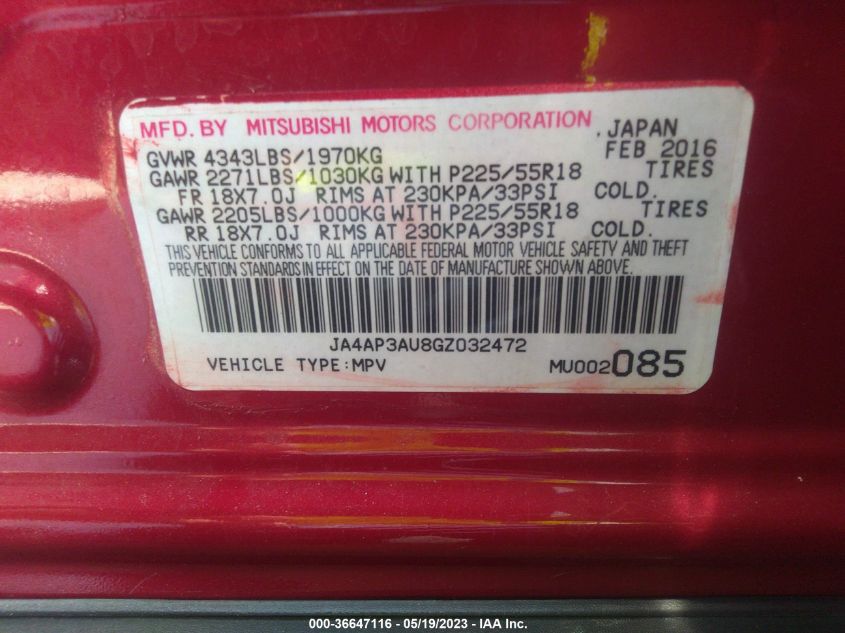 MFD. BY MITSUBISHI MOTORS CORPORATION , JAPAN
GVWR 4343LBS/1970KG FEB 2016
GAWR 2271LBS/1030KG WITH P225/55R18 TIRES
FR 18X7.0J RIMS AT 230KPA/33PSI COLD.
GAWR 2205LBS/1000KG WITH P225/55R18 TIRES
RR 18X7.0J RIMS AT 230KPA/33PSI COLD.
THIS VEHICLE CONFORMS TO ALL APPLICABLE FEDERAL MOTOR VEHICLE SAFETY AND THEFT
PREVENTION STANDARDS IN EFFECT ON THE DATE OF MANUFACTURE SHOWN ABOVE.
JA4AP3AU8GZ032472
VEHICLE TYPE:MPV MU002085
000-36647116 - 05/19/2023 - IAA Inc.